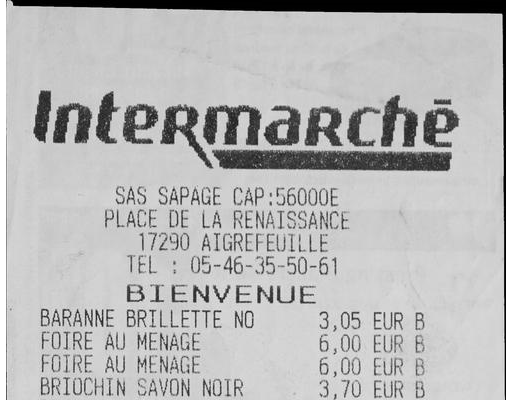 Intermarchē
SAS SAPAGE CAP:56000E
PLACE DE LA RENAISSANCE
17290 AIGREFEUILLE
TEL : 05-46-35-50-61
BIENVENUE
BARANNE BRILLETTE NO 3,05 EUR B
FOIRE AU MENAGE 6,00 EUR B
FOIRE AU MENAGE 6,00 EUR B
BRIOCHIN SAVON NOIR 3,70 EUR B